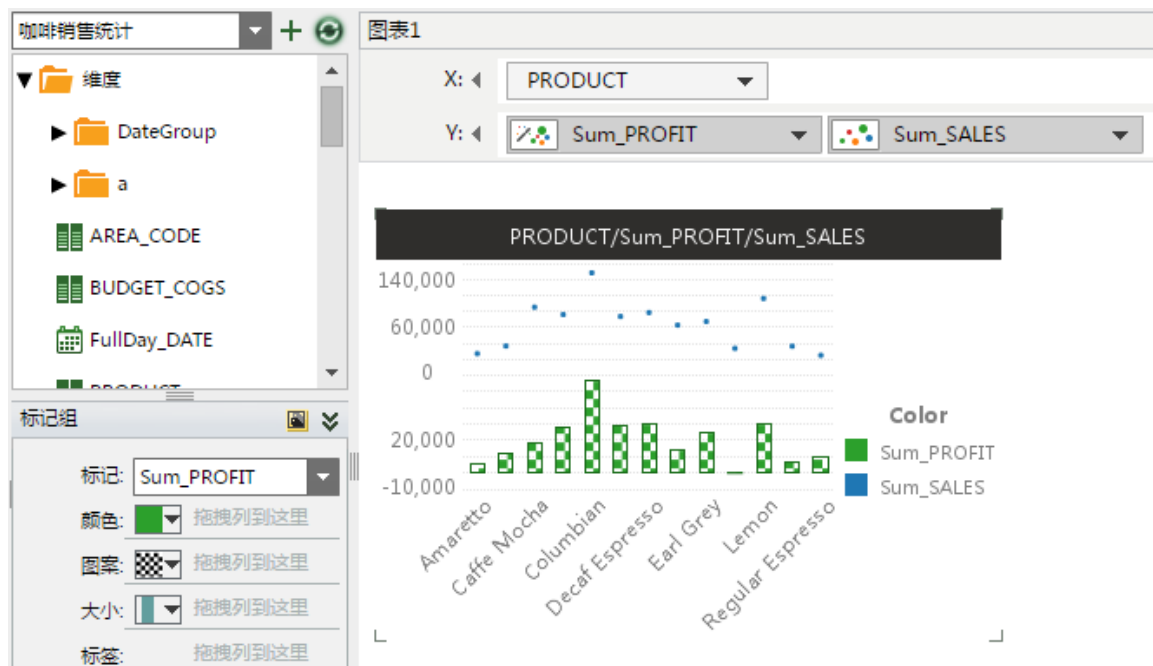 咖啡销售统计
维度
DateGroup
a
AREA_CODE
BUDGET_COGS
FullDay_DATE
PRODUCT
标记组
标记: Sum_PROFIT
颜色: 拖拽列到这里
图案: 拖拽列到这里
大小: 拖拽列到这里
标签: 拖拽列到这里
图表1
X: PRODUCT
Y: Sum_PROFIT Sum_SALES
PRODUCT/Sum_PROFIT/Sum_SALES
140,000
60,000
0
20,000
-10,000
Amaretto
Caffe Mocha
Columbian
Decaf Espresso
Earl Grey
Lemon
Regular Espresso
Color
Sum_PROFIT
Sum_SALES